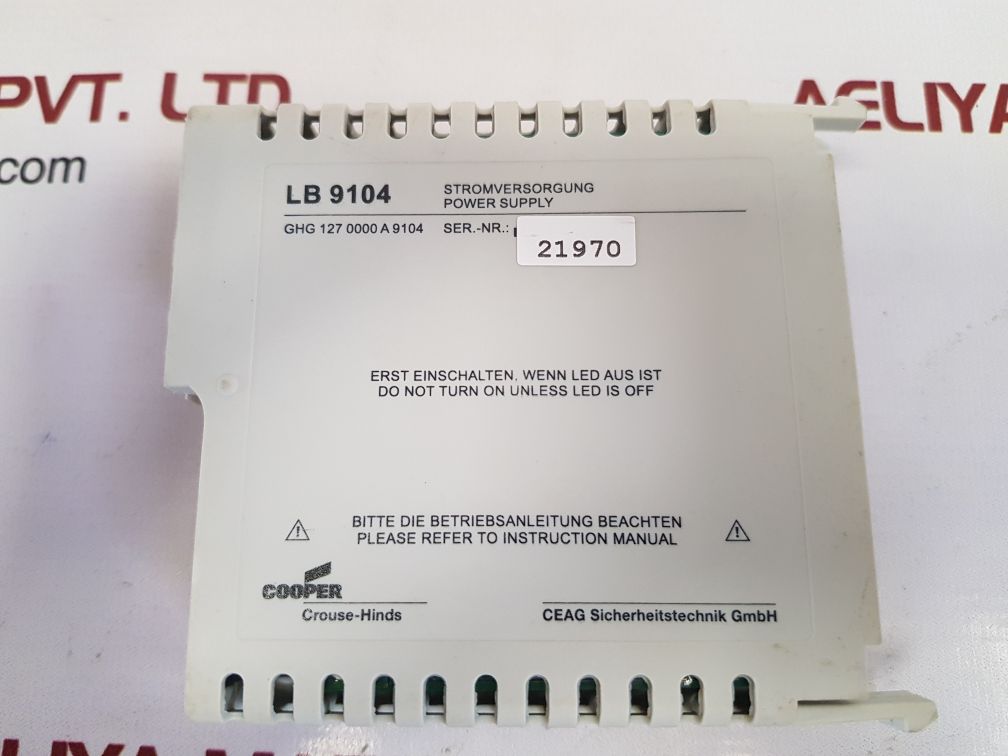 PVT. LTD
AELIYA
com
LB 9104
STROMVERSORGUNG
POWER SUPPLY
GHG 127 0000 A 9104 SER.-NR.:
21970
ERST EINSCHALTEN, WENN LED AUS IST
DO NOT TURN ON UNLESS LED IS OFF
BITTE DIE BETRIEBSANLEITUNG BEACHTEN
PLEASE REFER TO INSTRUCTION MANUAL
COOPER
Crouse-Hinds
CEAG Sicherheitstechnik GmbH